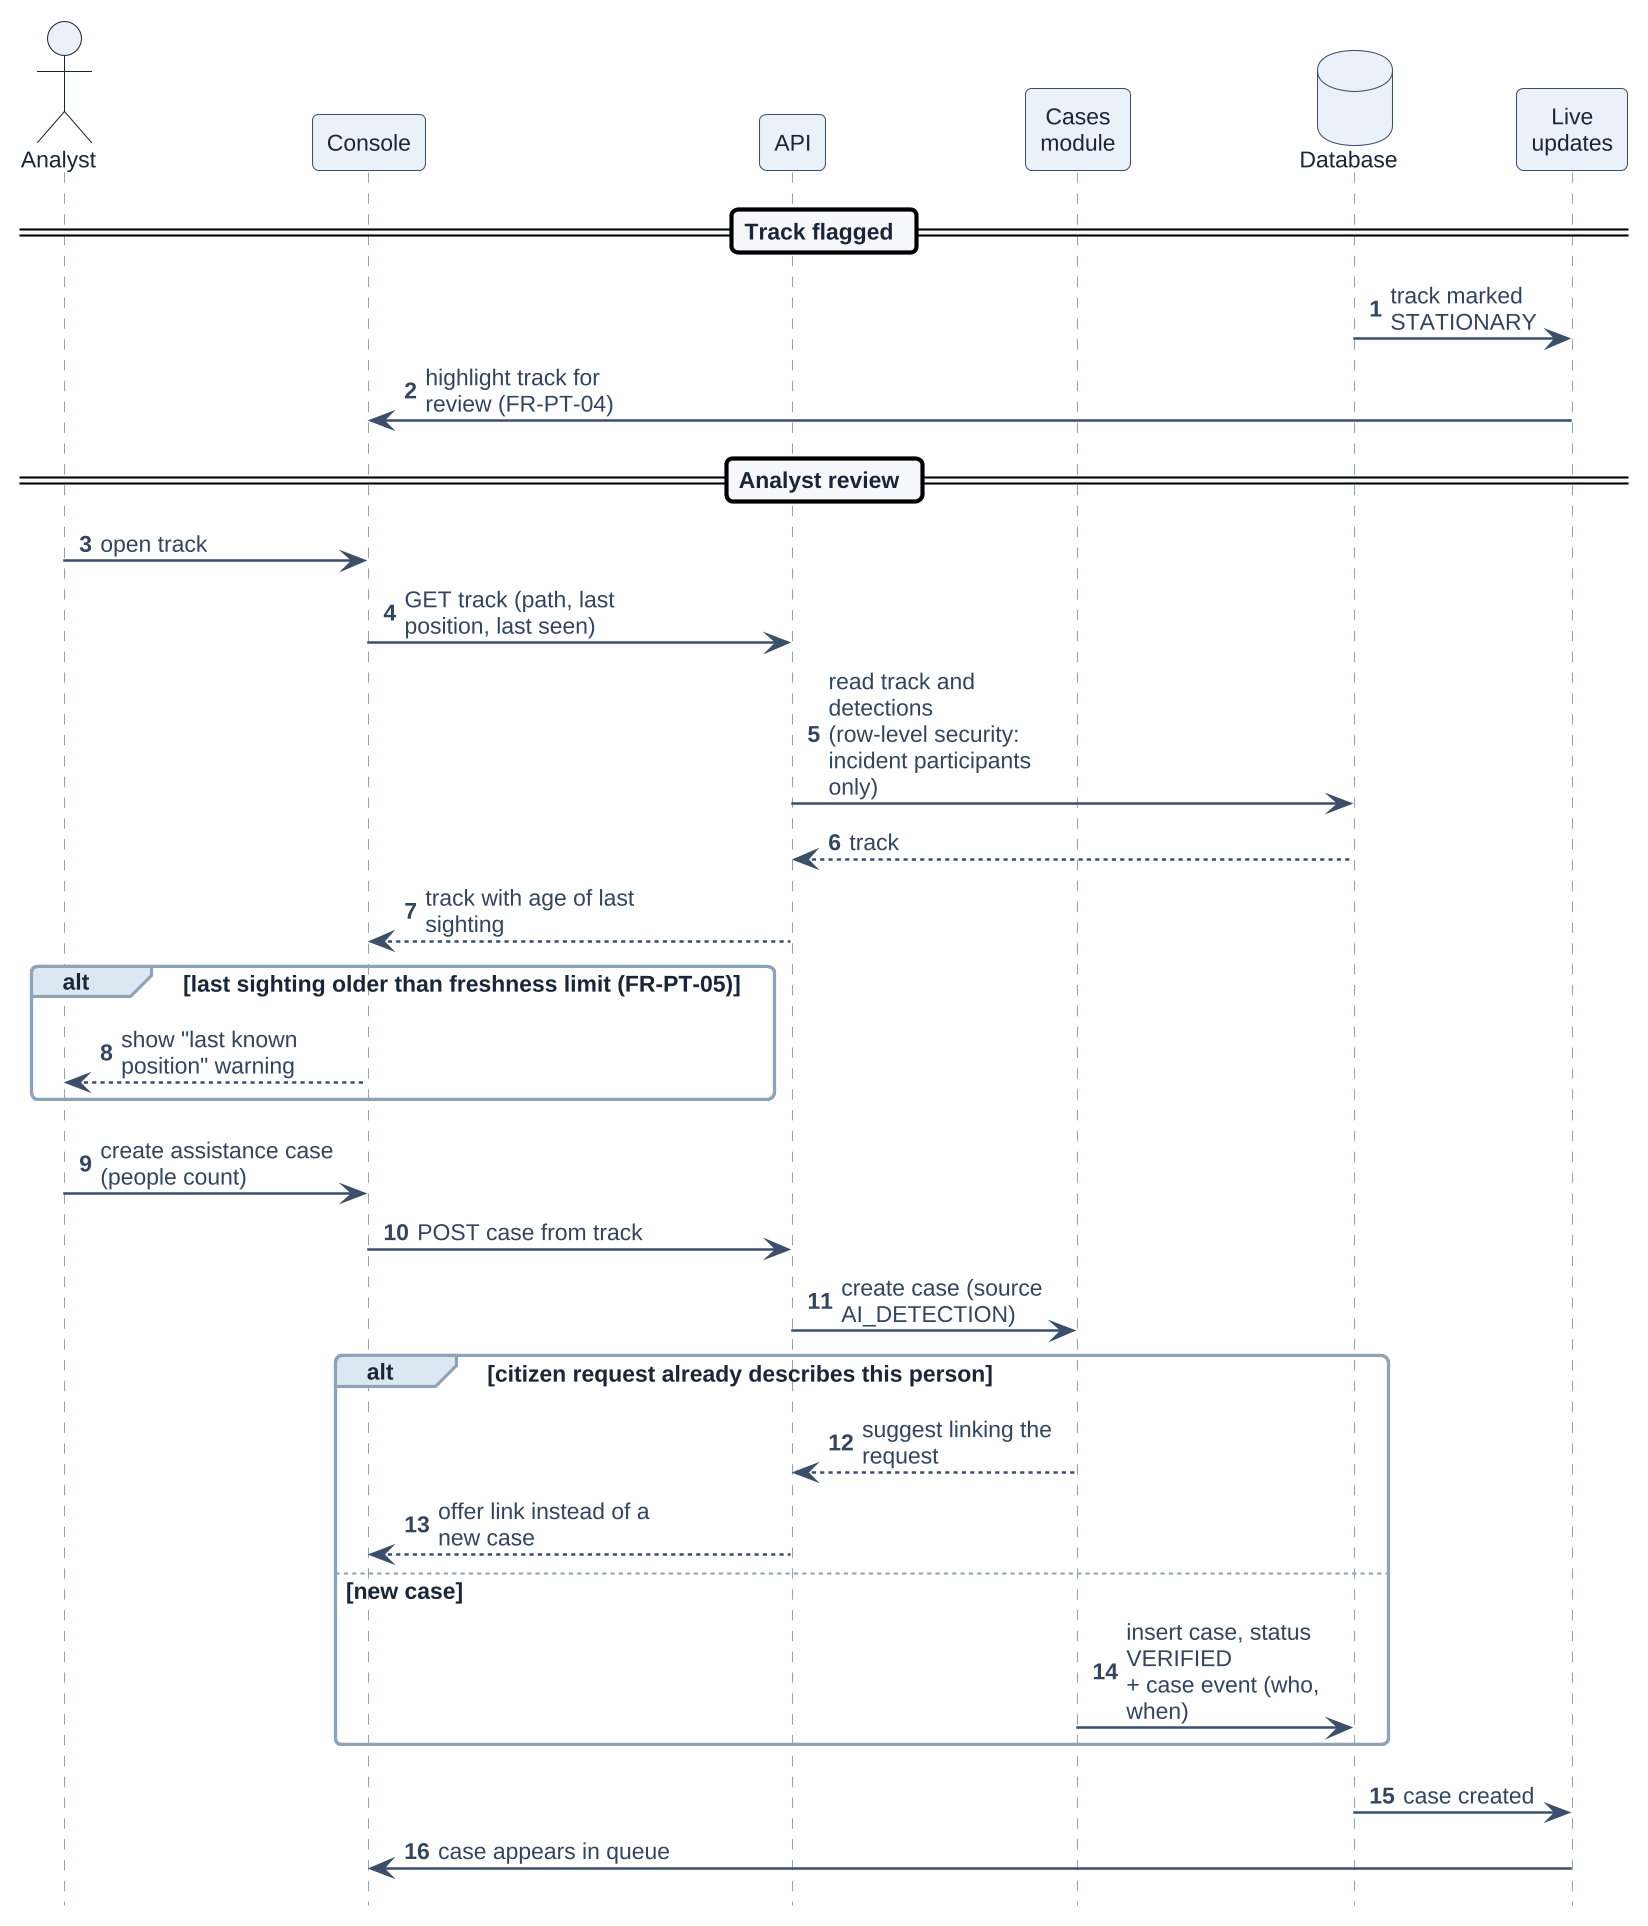 Analyst
Console
API
Cases
module
Database
Live
updates
Track flagged
1 track marked
STATIONARY
2 highlight track for
review (FR-PT-04)
Analyst review
3 open track
4 GET track (path, last
position, last seen)
5 read track and
detections
(row-level security:
incident participants
only)
6 track
7 track with age of last
sighting
alt [last sighting older than freshness limit (FR-PT-05)]
8 show "last known
position" warning
9 create assistance case
(people count)
10 POST case from track
11 create case (source
AI_DETECTION)
alt [citizen request already describes this person]
12 suggest linking the
request
13 offer link instead of a
new case
[new case]
14 insert case, status
VERIFIED
+ case event (who,
when)
15 case created
16 case appears in queue